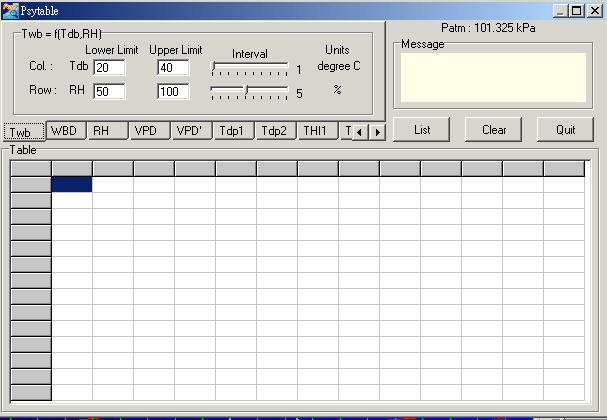 Psytable
Twb = f(Tdb,RH)
Lower Limit Upper Limit Interval Units
Col. : Tdb 20 40 1 degree C
Row : RH 50 100 5 %
Patm : 101.325 kPa
Message
Twb WBD RH VPD VPD' Tdp1 Tdp2 THI1 T
List Clear Quit
Table